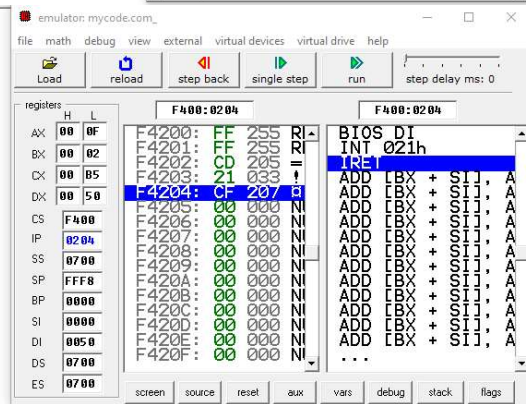 emulator: mycode.com_
file math debug view external virtual devices virtual drive help
Load reload step back single step run step delay ms: 0
registers
H L
F400:0204 F400:0204
AX 00 0F
BX 00 02
CX 00 B5
DX 00 50
CS F400
IP 0204
SS 0700
SP FFF8
BP 0000
SI 0000
DI 0050
DS 0700
ES 0700
F4200: FF 255 R
F4201: FF 255 R
F4202: CD 205 =
F4203: 21 033 !
F4204: CF 207 ¤
F4205: 00 000 N
F4206: 00 000 N
F4207: 00 000 N
F4208: 00 000 N
F4209: 00 000 N
F420A: 00 000 N
F420B: 00 000 N
F420C: 00 000 N
F420D: 00 000 N
F420E: 00 000 N
F420F: 00 000 N
BIOS DI
INT 021h
IRET
ADD [BX + SI], A
ADD [BX + SI], A
ADD [BX + SI], A
ADD [BX + SI], A
ADD [BX + SI], A
ADD [BX + SI], A
ADD [BX + SI], A
ADD [BX + SI], A
ADD [BX + SI], A
ADD [BX + SI], A
ADD [BX + SI], A
ADD [BX + SI], A
...
screen source reset aux vars debug stack flags